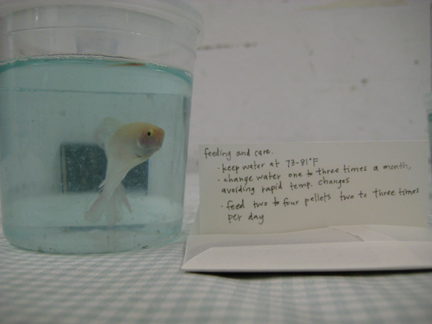 feeding and care.
· keep water at 73-81°F
· change water one to three times a month,
avoiding rapid temp. changes
· feed two to four pellets two to three times
per day